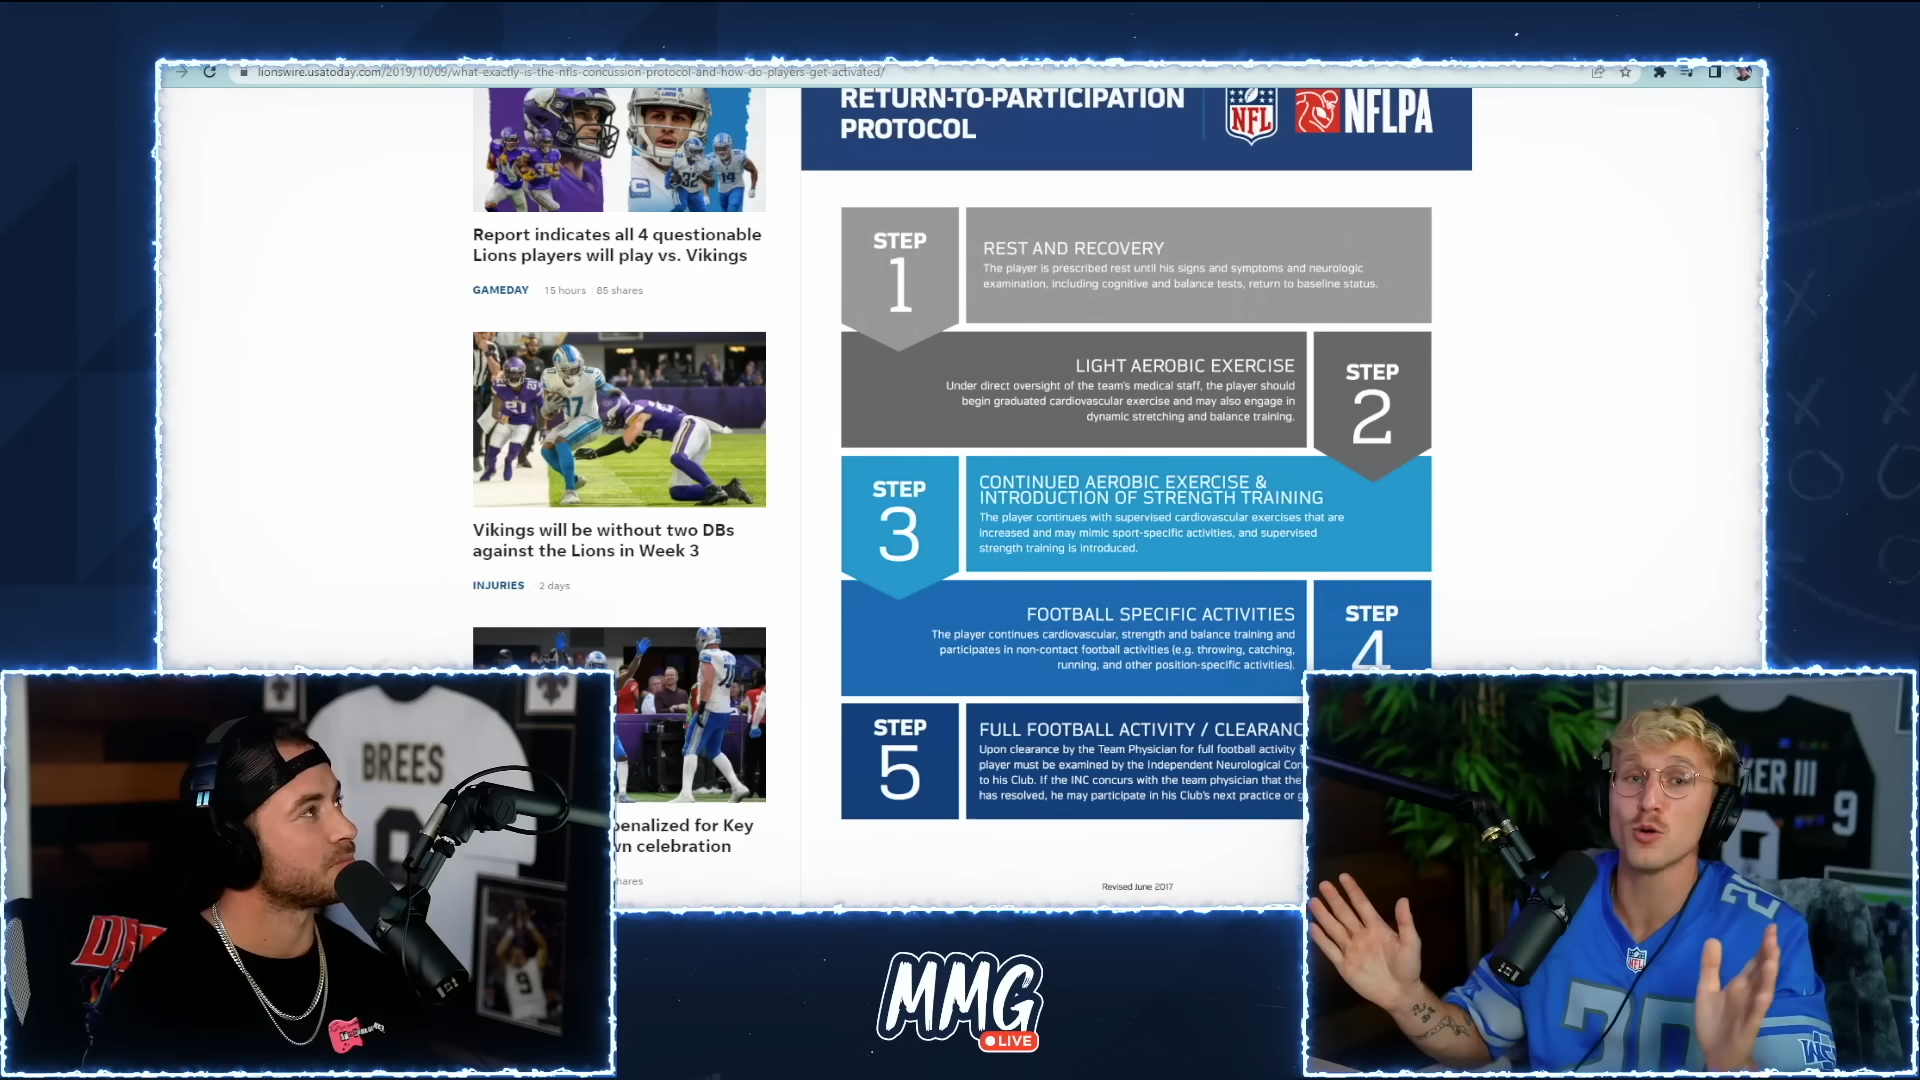 lionswire.usatoday.com/2019/10/09/what-exactly-is-the-nfls-concussion-protocol-and-how-do-players-get-activated/
RETURN-TO-PARTICIPATION
PROTOCOL
NFL
NFLPA
Report indicates all 4 questionable
Lions players will play vs. Vikings
GAMEDAY 15 hours 85 shares
Vikings will be without two DBs
against the Lions in Week 3
INJURIES 2 days
penalized for Key
celebration
STEP
1
REST AND RECOVERY
The player is prescribed rest until his signs and symptoms and neurologic
examination, including cognitive and balance tests, return to baseline status.
LIGHT AEROBIC EXERCISE
Under direct oversight of the team's medical staff, the player should
begin graduated cardiovascular exercise and may also engage in
dynamic stretching and balance training.
STEP
2
STEP
3
CONTINUED AEROBIC EXERCISE &
INTRODUCTION OF STRENGTH TRAINING
The player continues with supervised cardiovascular exercises that are
increased and may mimic sport-specific activities, and supervised
strength training is introduced.
FOOTBALL SPECIFIC ACTIVITIES
The player continues cardiovascular, strength and balance training and
participates in non-contact football activities (e.g. throwing, catching,
running, and other position-specific activities).
STEP
4
STEP
5
FULL FOOTBALL ACTIVITY / CLEARANC
Upon clearance by the Team Physician for full football activity
player must be examined by the Independent Neurological Con
to his Club. If the INC concurs with the team physician that the
has resolved, he may participate in his Club's next practice or g
Revised June 2017
BREES
9
KER III
9
20
MMG
LIVE